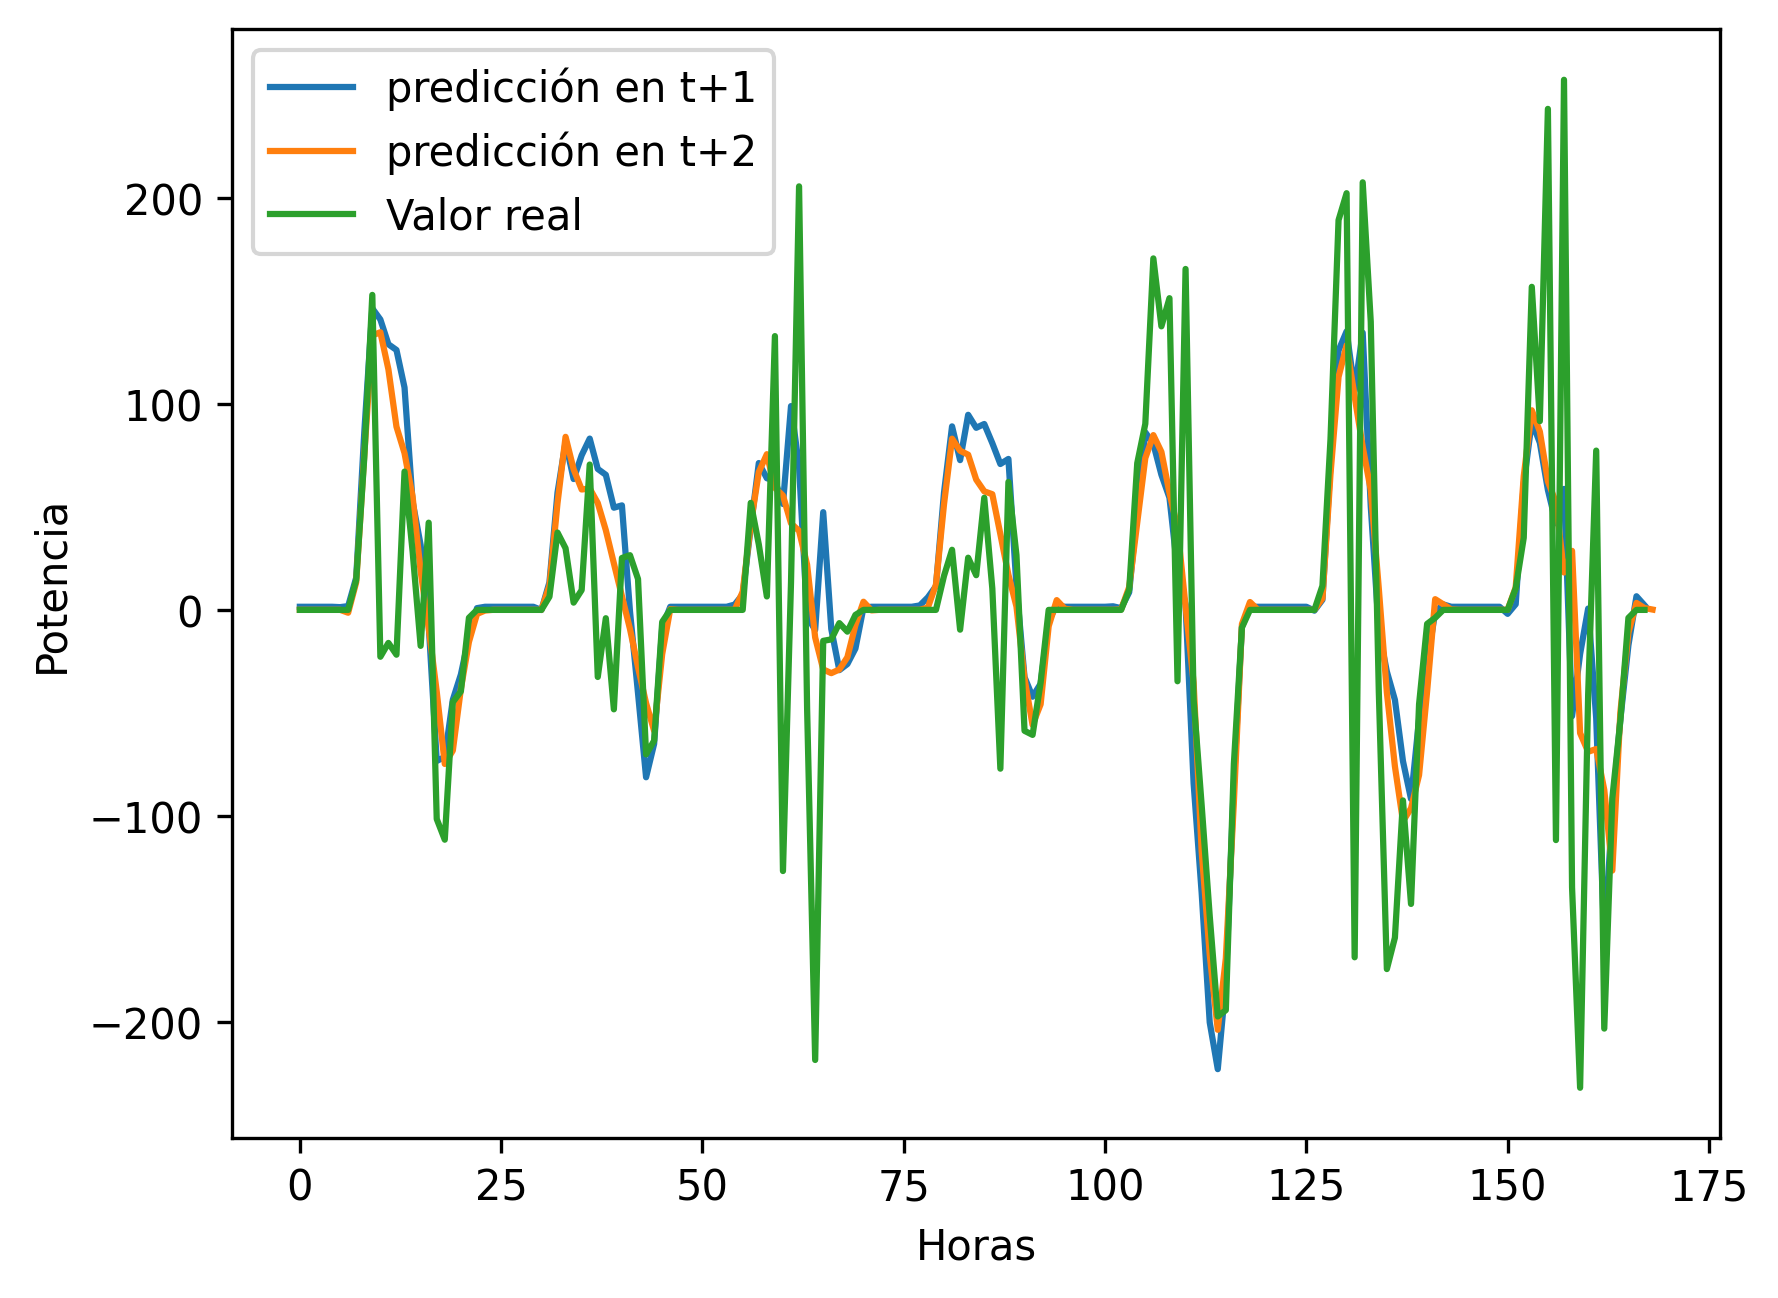 predicción en t+1
predicción en t+2
Valor real
Potencia
200
100
0
−100
−200
0 25 50 75 100 125 150 175
Horas